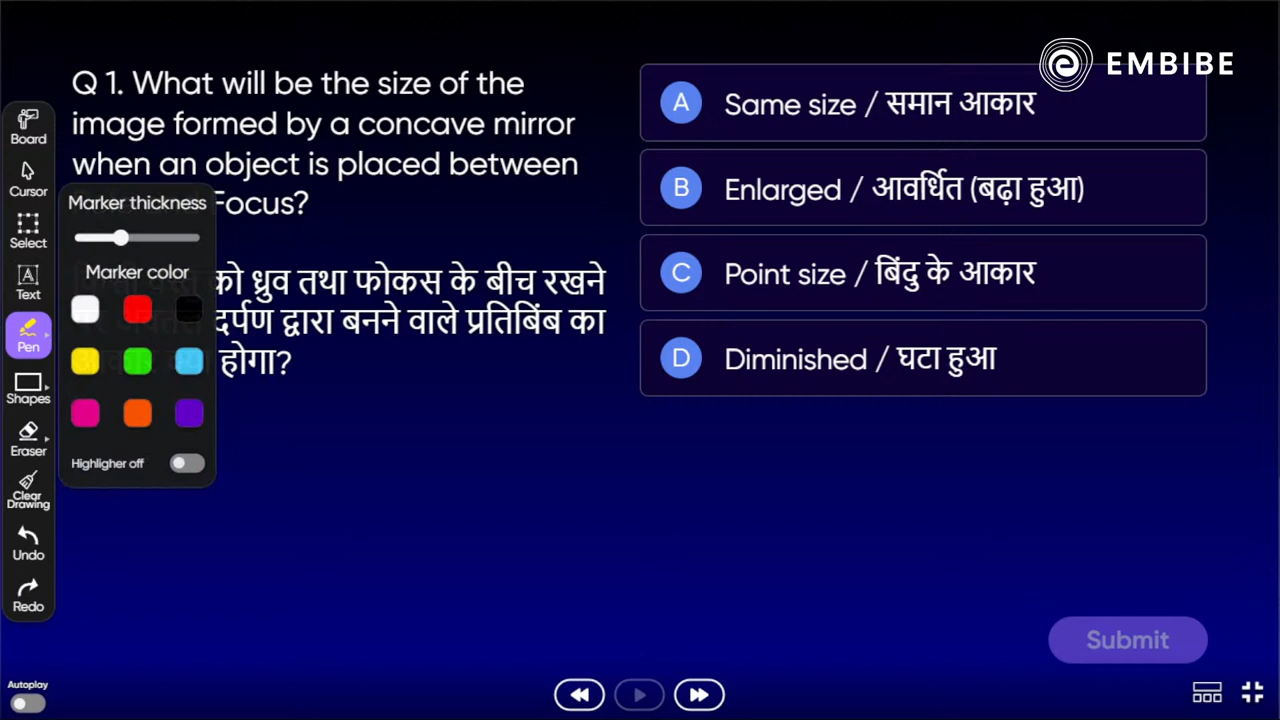 EMBIBE
Q 1. What will be the size of the
image formed by a concave mirror
when an object is placed between
Focus?
को ध्रुव तथा फोकस के बीच रखने
दर्पण द्वारा बनने वाले प्रतिबिंब का
होगा?
A Same size / समान आकार
B Enlarged / आवर्धित (बढ़ा हुआ)
C Point size / बिंदु के आकार
D Diminished / घटा हुआ
Board
Cursor
Select
Text
Pen
Shapes
Eraser
Clear
Drawing
Undo
Redo
Marker thickness
Marker color
Highligher off
Autoplay
Submit